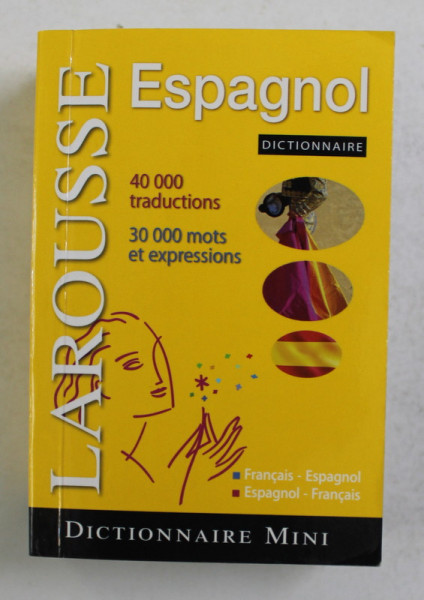 LAROUSSE
Espagnol
DICTIONNAIRE
40 000
traductions
30 000 mots
et expressions
Français - Espagnol
Espagnol - Français
DICTIONNAIRE MINI